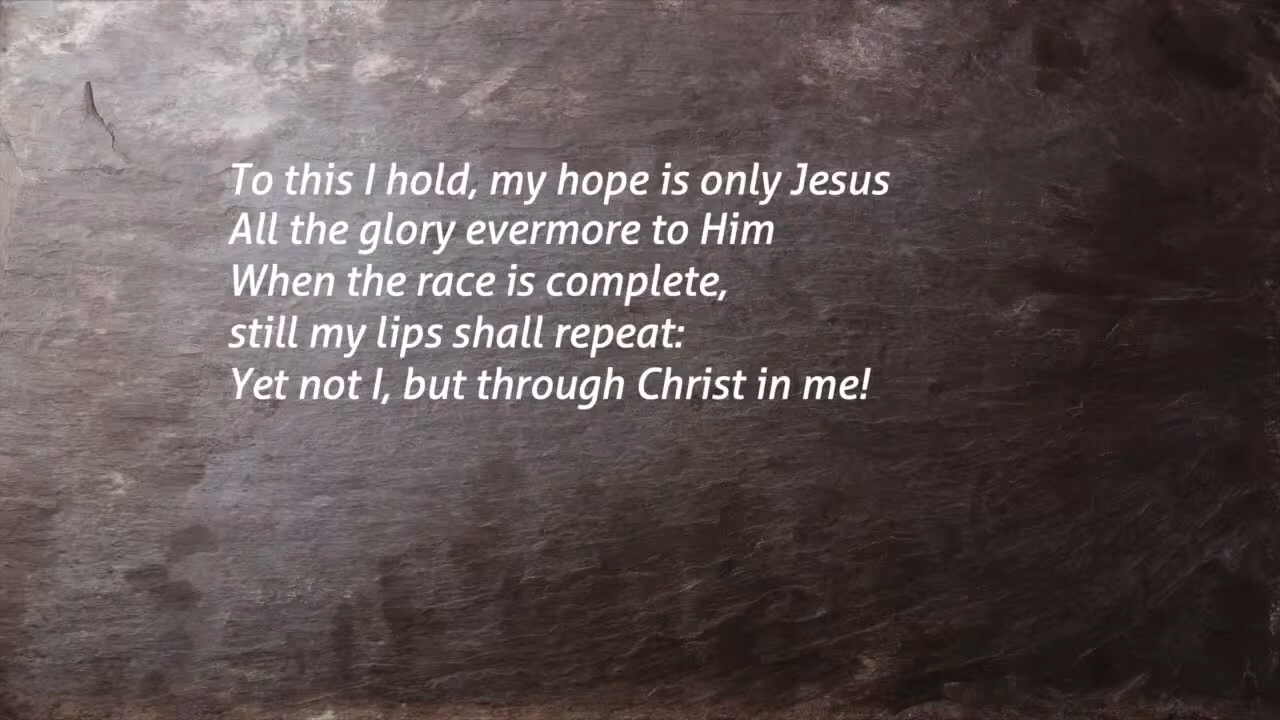 To this I hold, my hope is only Jesus
All the glory evermore to Him
When the race is complete,
still my lips shall repeat:
Yet not I, but through Christ in me!